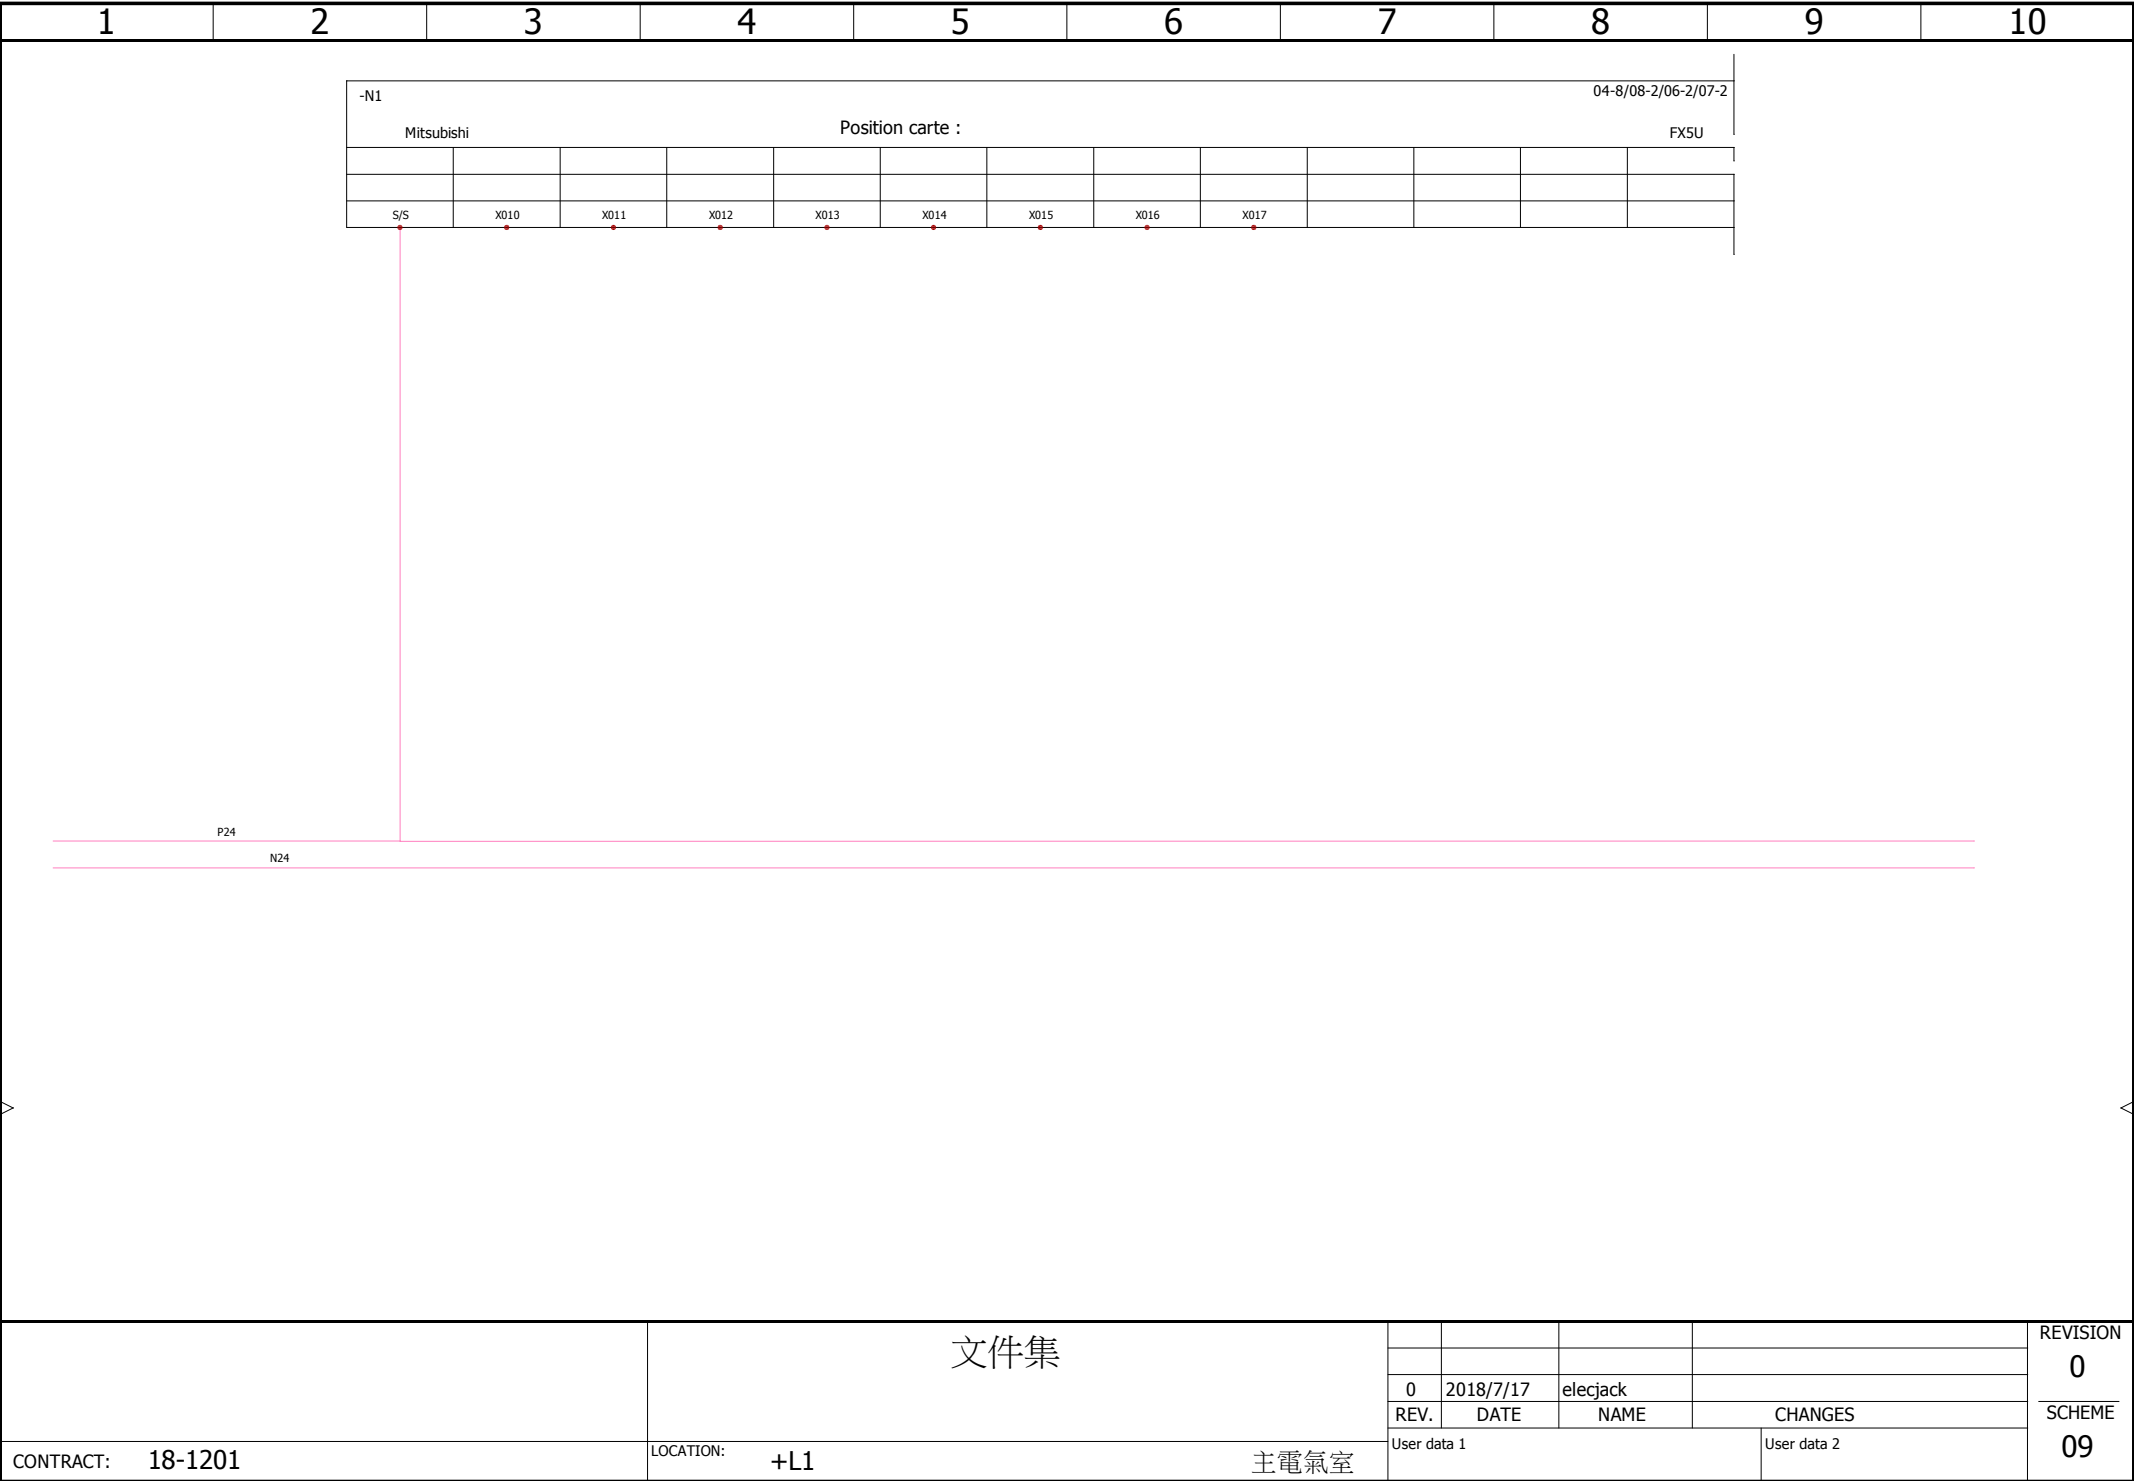 1 2 3 4 5 6 7 8 9 10
-N1 04-8/08-2/06-2/07-2
Mitsubishi Position carte : FX5U
S/S X010 X011 X012 X013 X014 X015 X016 X017
P24
N24
文件集
REVISION
0
0 2018/7/17 elecjack
REV. DATE NAME CHANGES
SCHEME
09
User data 1 User data 2
CONTRACT: 18-1201
LOCATION: +L1 主電氣室